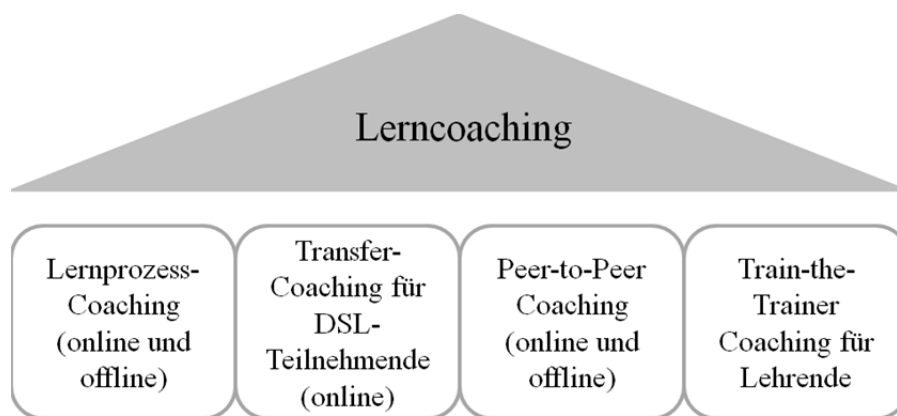 Lerncoaching
Lernprozess-
Coaching
(online und
offline)
Transfer-
Coaching für
DSL-
Teilnehmende
(online)
Peer-to-Peer
Coaching
(online und
offline)
Train-the-
Trainer
Coaching für
Lehrende